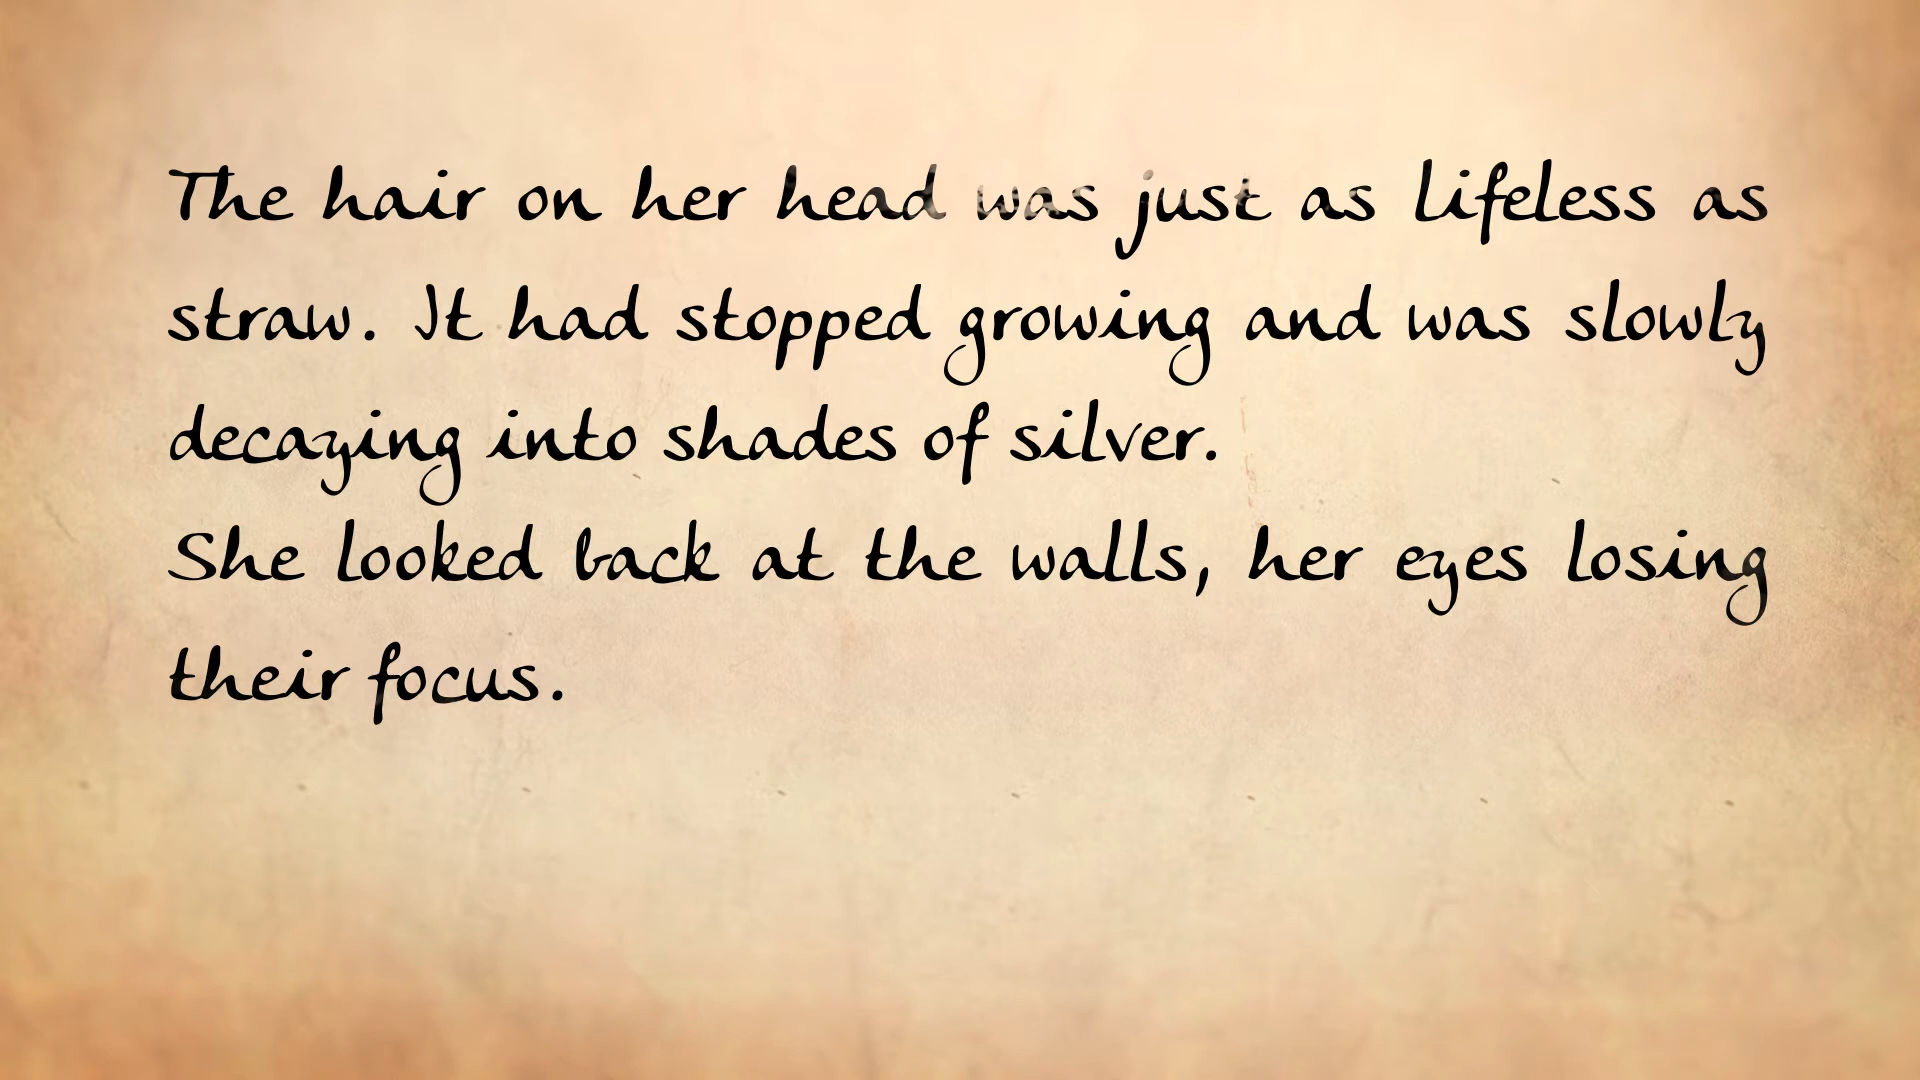 The hair on her head was just as lifeless as
straw. It had stopped growing and was slowly
decaying into shades of silver.
She looked back at the walls, her eyes losing
their focus.